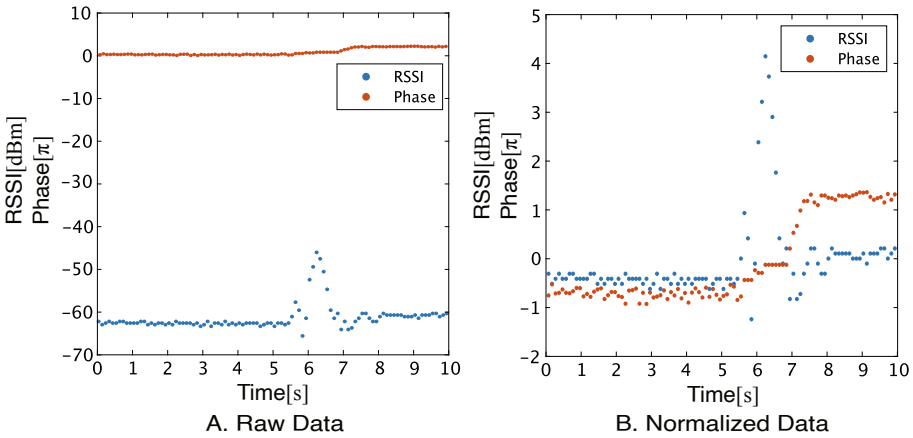 10
0
-10
-20
-30
-40
-50
-60
-70
RSSI[dBm]
Phase[π]
RSSI
Phase
0 1 2 3 4 5 6 7 8 9 10
Time[s]
A. Raw Data
5
4
3
2
1
0
-1
-2
RSSI[dBm]
Phase[π]
RSSI
Phase
0 1 2 3 4 5 6 7 8 9 10
Time[s]
B. Normalized Data